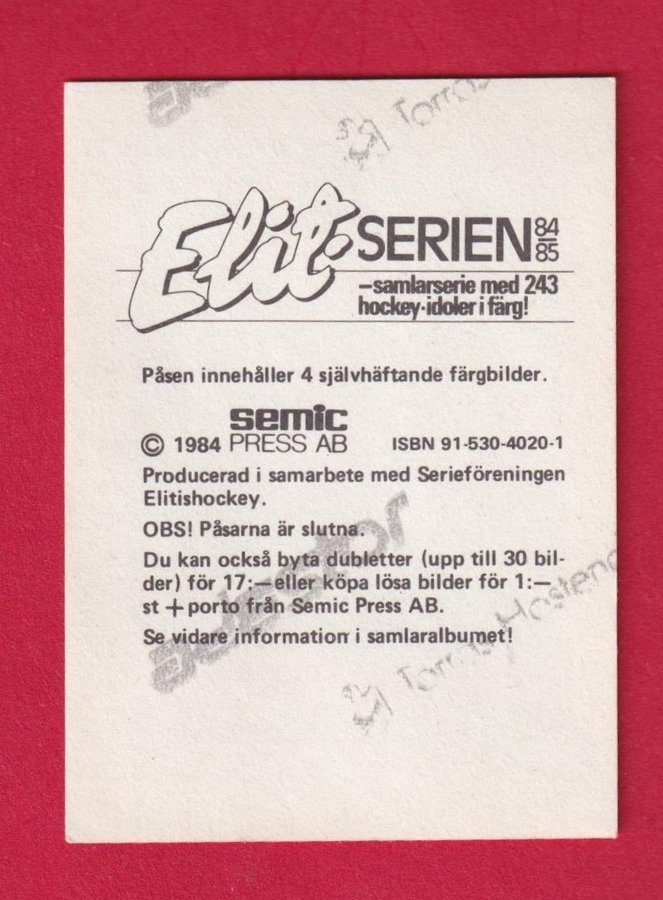 Torras
Elit-SERIEN 84/85
–samlarserie med 243
hockey-idoler i färg!
Påsen innehåller 4 självhäftande färgbilder.
semic
© 1984 PRESS AB ISBN 91-530-4020-1
Producerad i samarbete med Serieföreningen
Elitishockey.
OBS! Påsarna är slutna.
Du kan också byta dubletter (upp till 30 bil-
der) för 17:— eller köpa lösa bilder för 1:—
st + porto från Semic Press AB.
Se vidare information i samlaralbumet!
Torras Hostench